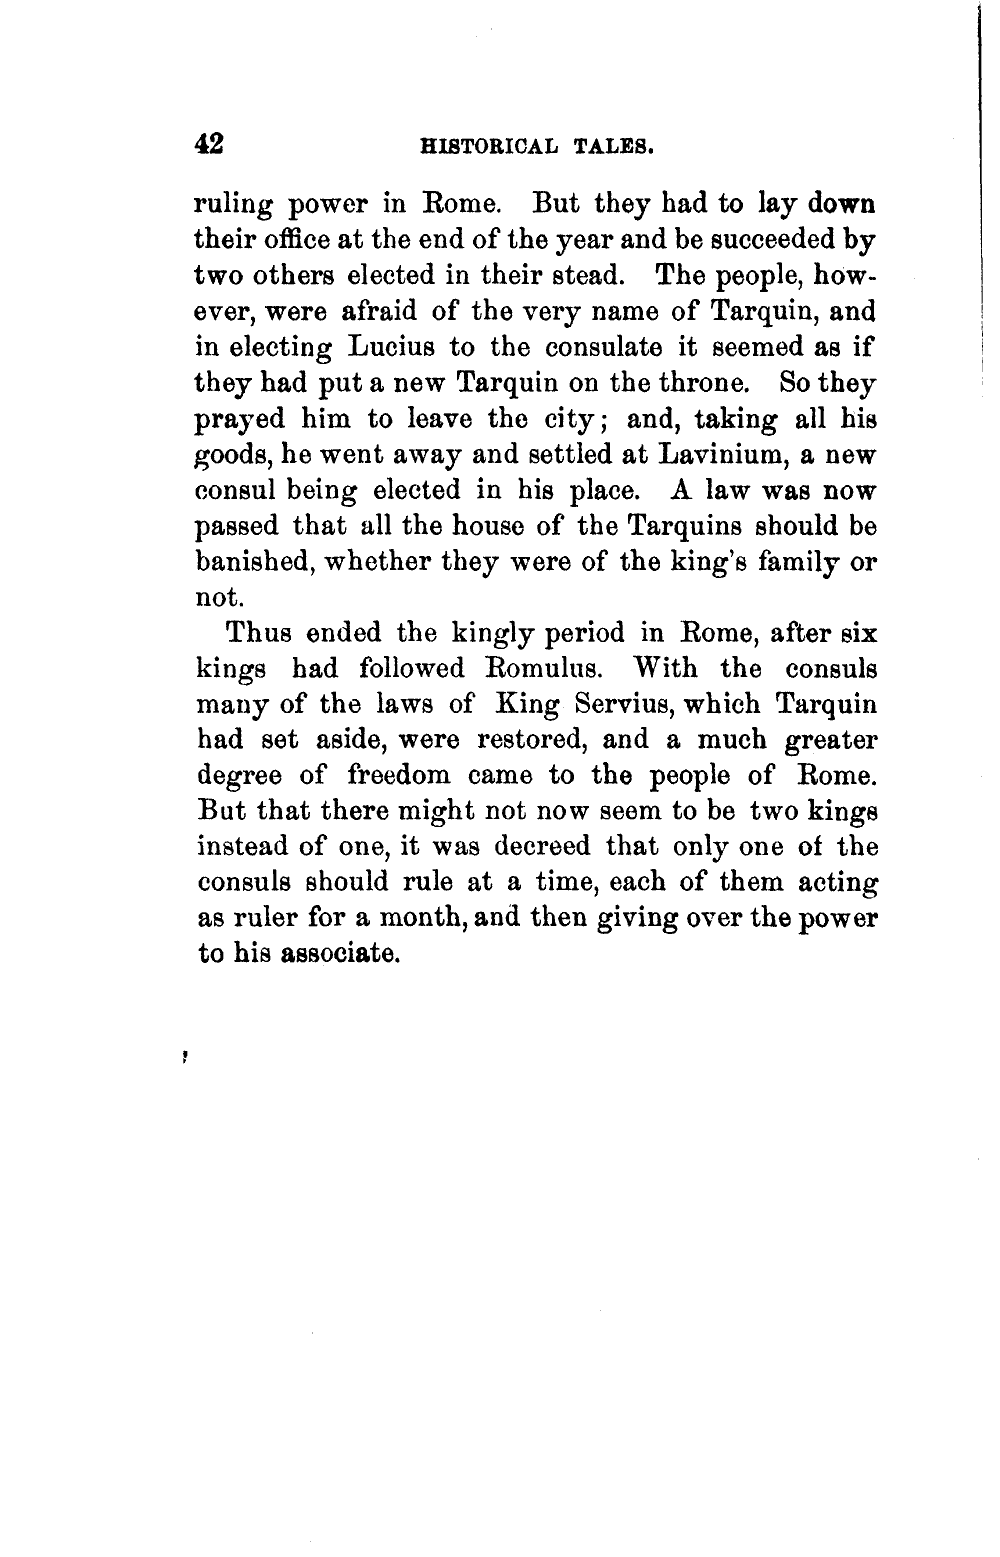 42 HISTORICAL TALES.
ruling power in Rome. But they had to lay down
their office at the end of the year and be succeeded by
two others elected in their stead. The people, how-
ever, were afraid of the very name of Tarquin, and
in electing Lucius to the consulate it seemed as if
they had put a new Tarquin on the throne. So they
prayed him to leave the city; and, taking all his
goods, he went away and settled at Lavinium, a new
consul being elected in his place. A law was now
passed that all the house of the Tarquins should be
banished, whether they were of the king's family or
not.
Thus ended the kingly period in Rome, after six
kings had followed Romulus. With the consuls
many of the laws of King Servius, which Tarquin
had set aside, were restored, and a much greater
degree of freedom came to the people of Rome.
But that there might not now seem to be two kings
instead of one, it was decreed that only one of the
consuls should rule at a time, each of them acting
as ruler for a month, and then giving over the power
to his associate.